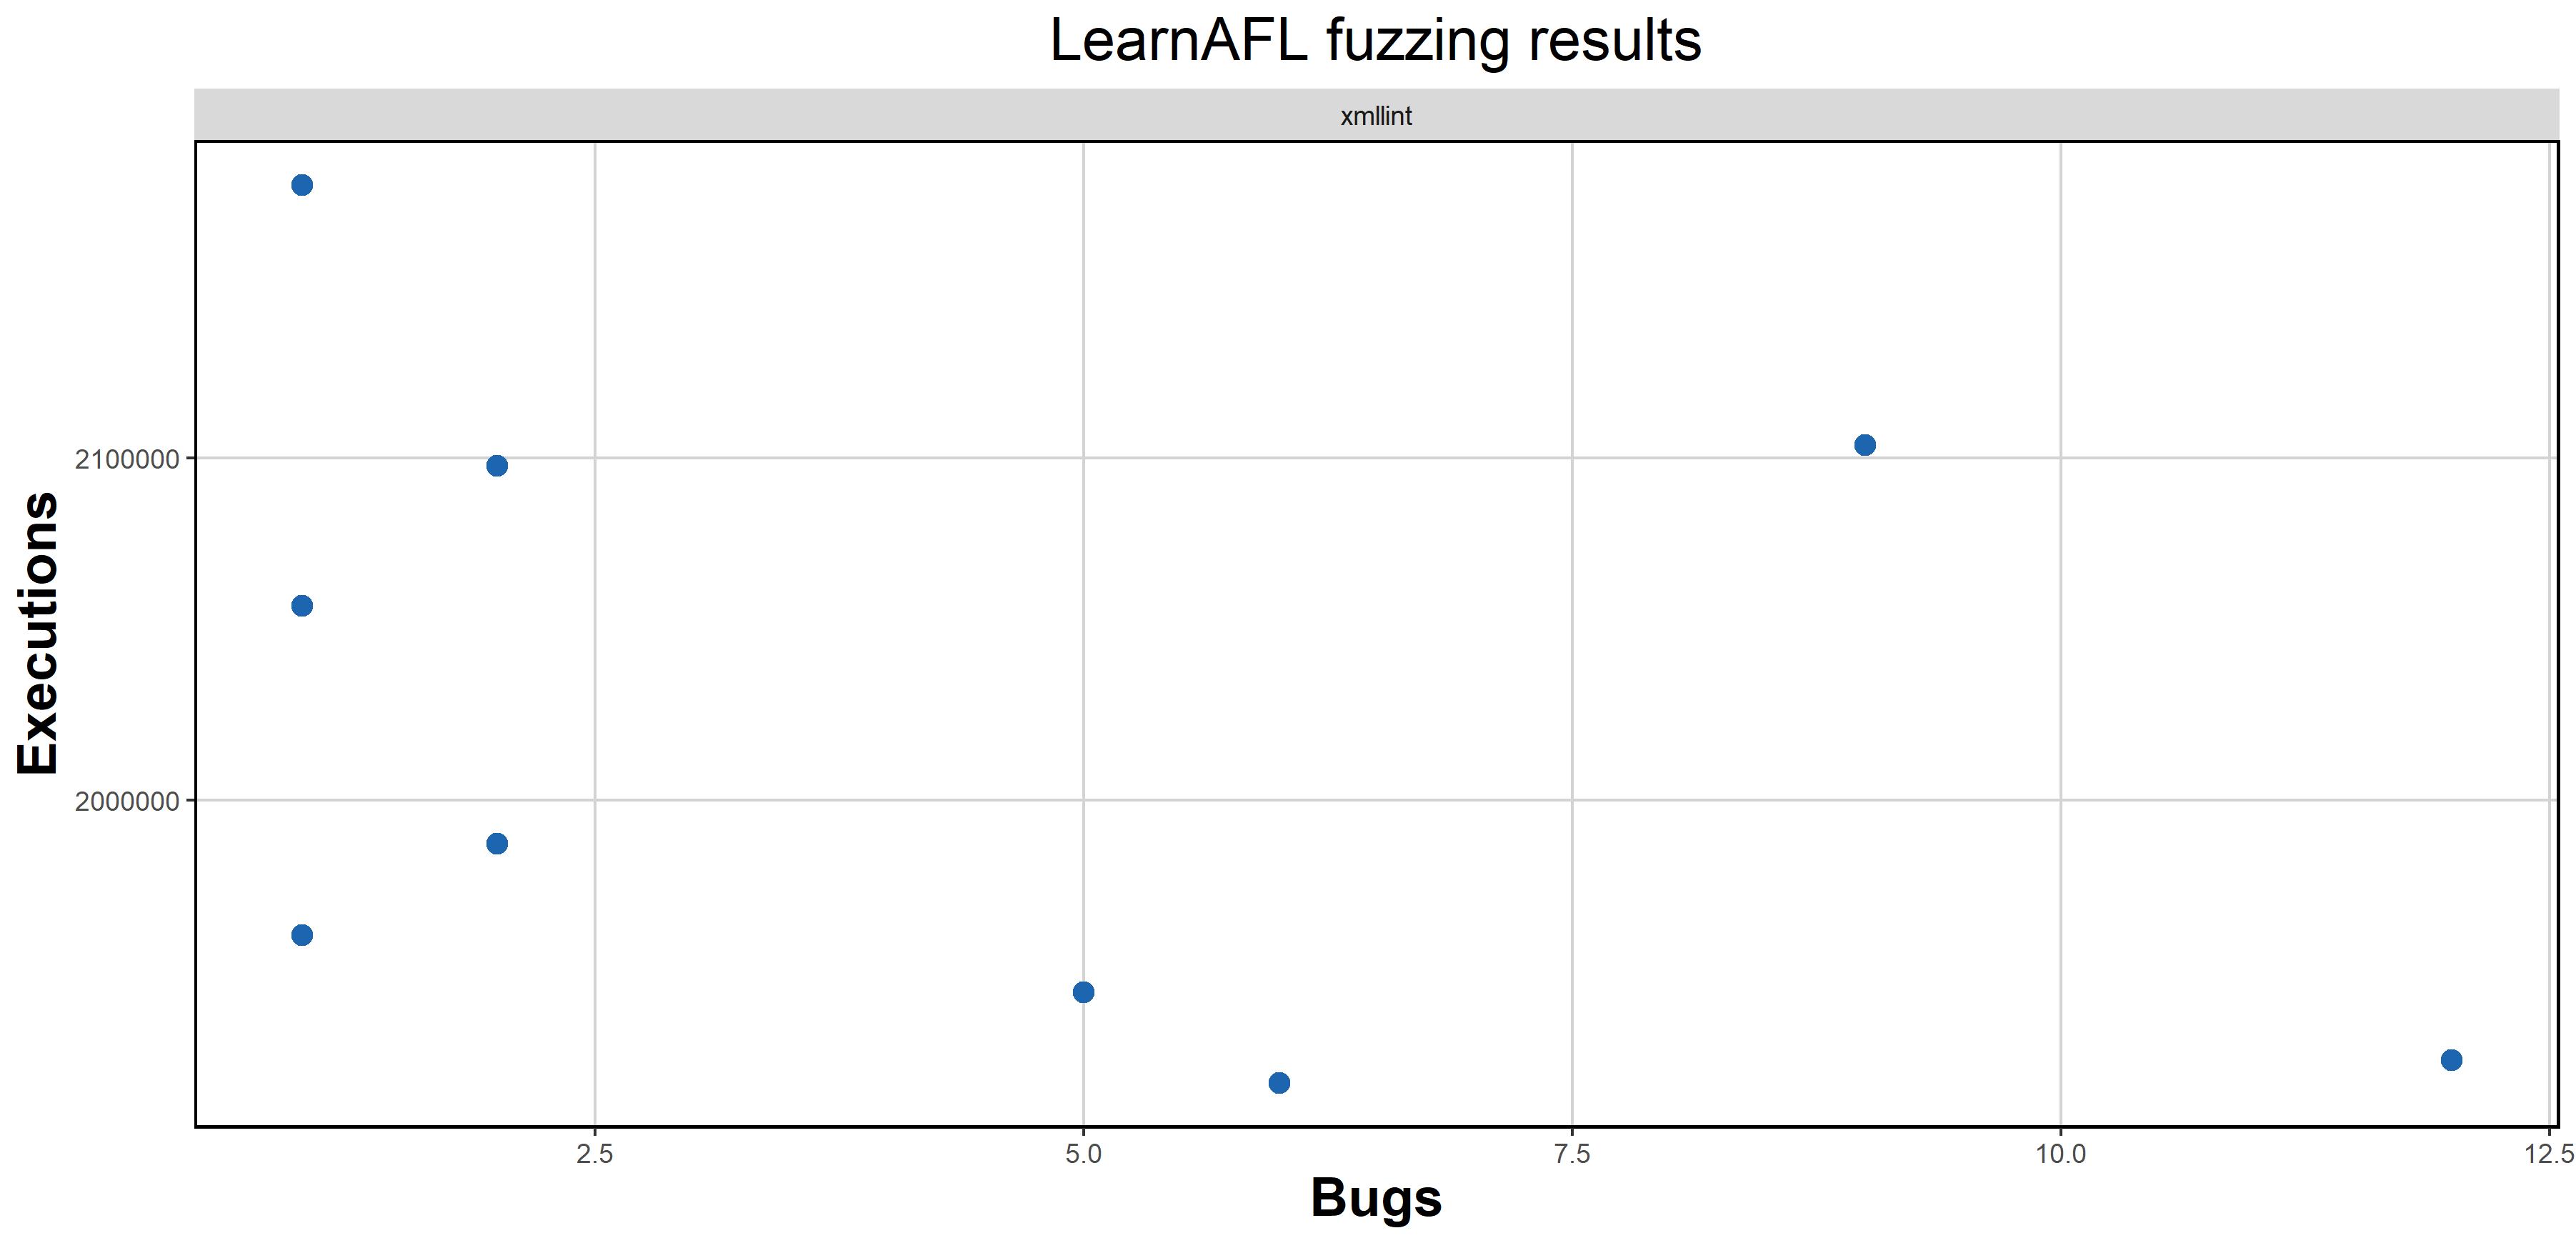 LearnAFL fuzzing results
xmllint
Executions
2100000
2000000
2.5 5.0 7.5 10.0 12.5
Bugs